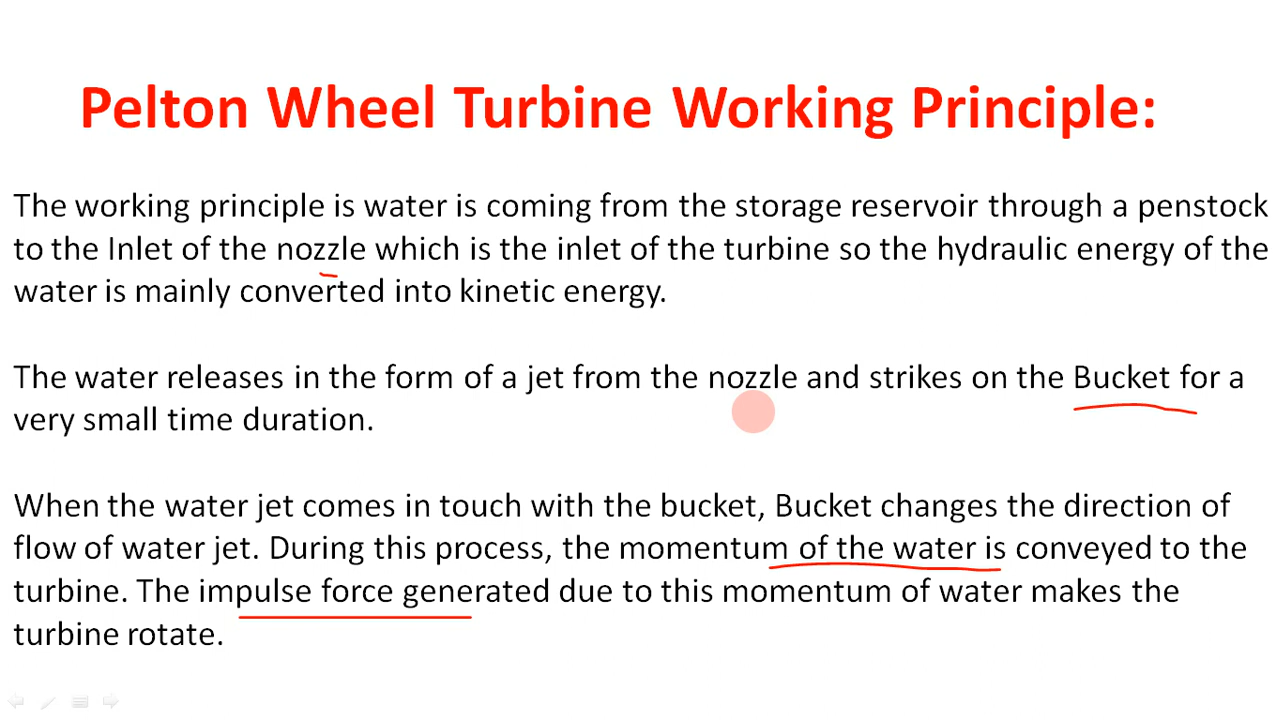 Pelton Wheel Turbine Working Principle:
The working principle is water is coming from the storage reservoir through a penstock
to the Inlet of the nozzle which is the inlet of the turbine so the hydraulic energy of the
water is mainly converted into kinetic energy.
The water releases in the form of a jet from the nozzle and strikes on the Bucket for a
very small time duration.
When the water jet comes in touch with the bucket, Bucket changes the direction of
flow of water jet. During this process, the momentum of the water is conveyed to the
turbine. The impulse force generated due to this momentum of water makes the
turbine rotate.